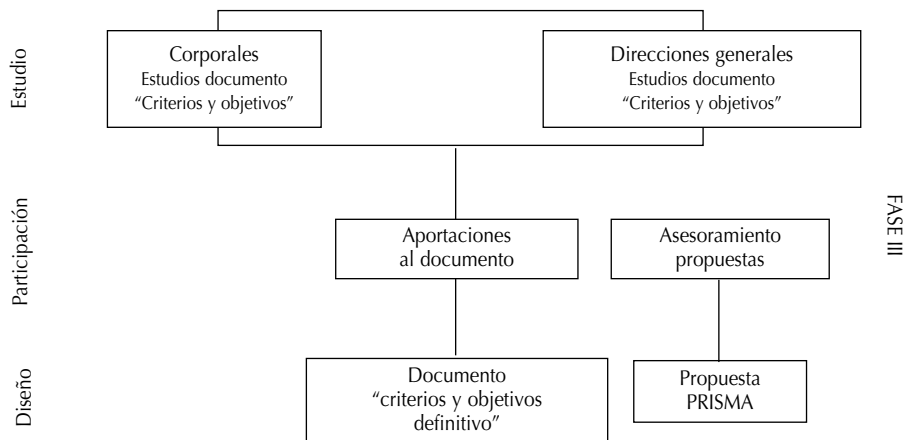 Estudio
Corporales
Estudios documento
“Criterios y objetivos”
Direcciones generales
Estudios documento
“Criterios y objetivos”
Participación
Aportaciones
al documento
Asesoramiento
propuestas
FASE III
Diseño
Documento
“criterios y objetivos
definitivo”
Propuesta
PRISMA